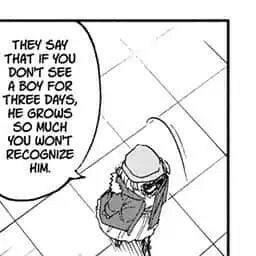 THEY SAY
THAT IF YOU
DON'T SEE
A BOY FOR
THREE DAYS,
HE GROWS
SO MUCH
YOU WON'T
RECOGNIZE
HIM.